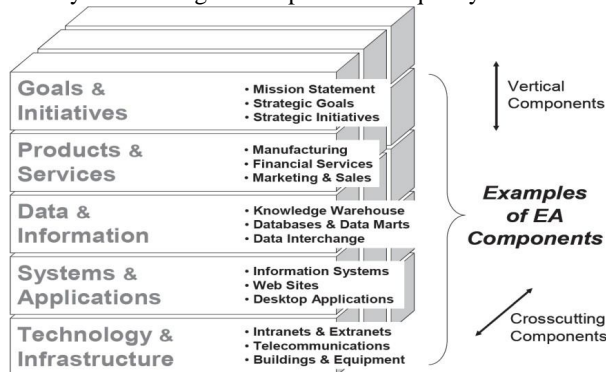 Goals &
Initiatives
• Mission Statement
• Strategic Goals
• Strategic Initiatives
Products &
Services
• Manufacturing
• Financial Services
• Marketing & Sales
Data &
Information
• Knowledge Warehouse
• Databases & Data Marts
• Data Interchange
Systems &
Applications
• Information Systems
• Web Sites
• Desktop Applications
Technology &
Infrastructure
• Intranets & Extranets
• Telecommunications
• Buildings & Equipment
Vertical
Components
Examples
of EA
Components
Crosscutting
Components